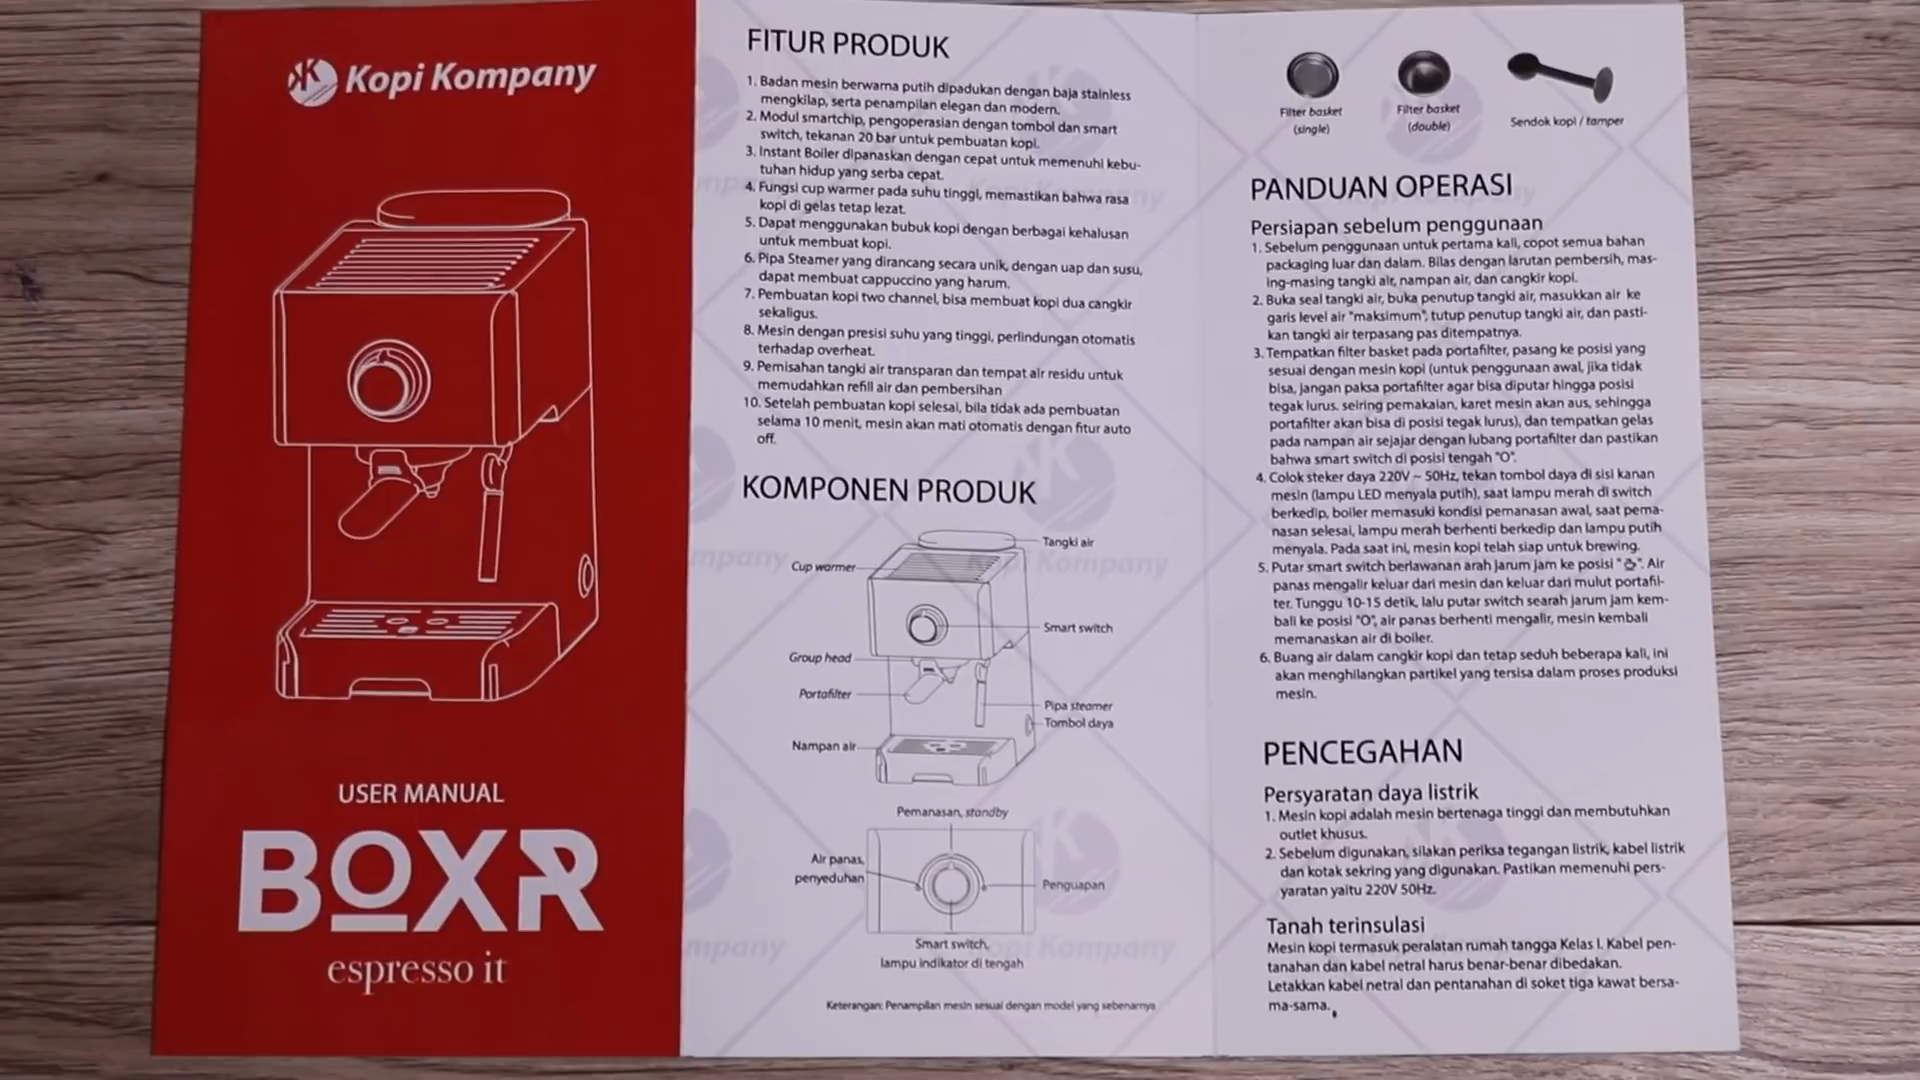 Kopi Kompany
USER MANUAL
BOXR
espresso it
FITUR PRODUK
1. Badan mesin berwarna putih dipadukan dengan baja stainless
mengkilap, serta penampilan elegan dan modern.
2. Modul smartchip, pengoperasian dengan tombol dan smart
switch, tekanan 20 bar untuk pembuatan kopi.
3. Instant Boiler dipanaskan dengan cepat untuk memenuhi kebu-
tuhan hidup yang serba cepat.
4. Fungsi cup warmer pada suhu tinggi, memastikan bahwa rasa
kopi di gelas tetap lezat.
5. Dapat menggunakan bubuk kopi dengan berbagai kehalusan
untuk membuat kopi.
6. Pipa Steamer yang dirancang secara unik, dengan uap dan susu,
dapat membuat cappuccino yang harum.
7. Pembuatan kopi two channel, bisa membuat kopi dua cangkir
sekaligus.
8. Mesin dengan presisi suhu yang tinggi, perlindungan otomatis
terhadap overheat.
9. Pemisahan tangki air transparan dan tempat air residu untuk
memudahkan refill air dan pembersihan
10. Setelah pembuatan kopi selesai, bila tidak ada pembuatan
selama 10 menit, mesin akan mati otomatis dengan fitur auto
off.
KOMPONEN PRODUK
Tangki air
Cup warmer
Smart switch
Group head
Portafilter
Pipa steamer
Tombol daya
Nampan air
Pemanasan, standby
Air panas,
penyeduhan
Penguapan
Smart switch,
lampu indikator di tengah
Keterangan: Penampilan mesin sesuai dengan model yang sebenarnya
Filter basket
(single)
Filter basket
(double)
Sendok kopi / tamper
PANDUAN OPERASI
Persiapan sebelum penggunaan
1. Sebelum penggunaan untuk pertama kali, copot semua bahan
packaging luar dan dalam. Bilas dengan larutan pembersih, mas-
ing-masing tangki air, nampan air, dan cangkir kopi.
2. Buka seal tangki air, buka penutup tangki air, masukkan air ke
garis level air "maksimum", tutup penutup tangki air, dan pasti-
kan tangki air terpasang pas ditempatnya.
3. Tempatkan filter basket pada portafilter, pasang ke posisi yang
sesuai dengan mesin kopi (untuk penggunaan awal, jika tidak
bisa, jangan paksa portafilter agar bisa diputar hingga posisi
tegak lurus. seiring pemakaian, karet mesin akan aus, sehingga
portafilter akan bisa di posisi tegak lurus), dan tempatkan gelas
pada nampan air sejajar dengan lubang portafilter dan pastikan
bahwa smart switch di posisi tengah "O".
4. Colok steker daya 220V ~ 50Hz, tekan tombol daya di sisi kanan
mesin (lampu LED menyala putih), saat lampu merah di switch
berkedip, boiler memasuki kondisi pemanasan awal, saat pema-
nasan selesai, lampu merah berhenti berkedip dan lampu putih
menyala. Pada saat ini, mesin kopi telah siap untuk brewing.
5. Putar smart switch berlawanan arah jarum jam ke posisi "☕". Air
panas mengalir keluar dari mesin dan keluar dari mulut portafil-
ter. Tunggu 10-15 detik, lalu putar switch searah jarum jam kem-
bali ke posisi "O", air panas berhenti mengalir, mesin kembali
memanaskan air di boiler.
6. Buang air dalam cangkir kopi dan tetap seduh beberapa kali, ini
akan menghilangkan partikel yang tersisa dalam proses produksi
mesin.
PENCEGAHAN
Persyaratan daya listrik
1. Mesin kopi adalah mesin bertenaga tinggi dan membutuhkan
outlet khusus.
2. Sebelum digunakan, silakan periksa tegangan listrik, kabel listrik
dan kotak sekring yang digunakan. Pastikan memenuhi pers-
yaratan yaitu 220V 50Hz.
Tanah terinsulasi
Mesin kopi termasuk peralatan rumah tangga Kelas I. Kabel pen-
tanahan dan kabel netral harus benar-benar dibedakan.
Letakkan kabel netral dan pentanahan di soket tiga kawat bersa-
ma-sama.